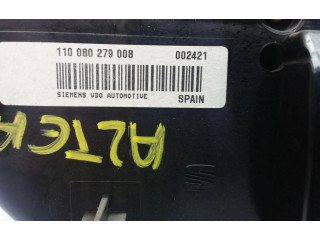 110 080 279 008 002421
SIEMENS VDO AUTOMOTIVE SPAIN
ALTEA